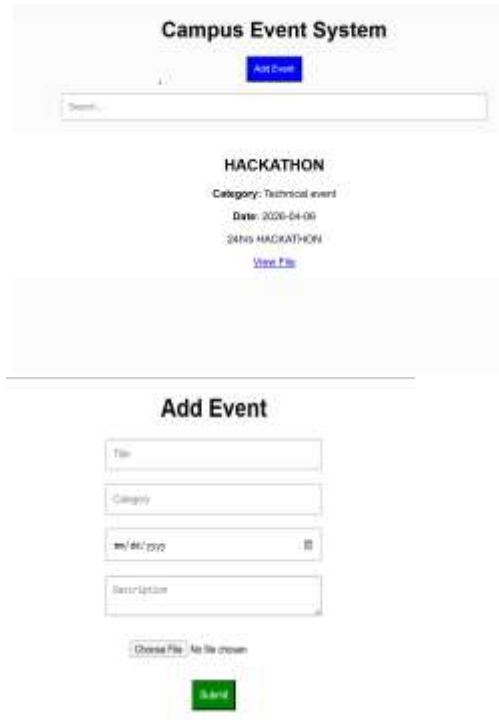 Campus Event System
Add Event
Search...
HACKATHON
Category: Technical event
Date: 2026-04-06
24hrs HACKATHON
View File
Add Event
Title
Category
mm/dd/yyyy
Description
Choose File No file chosen
Submit